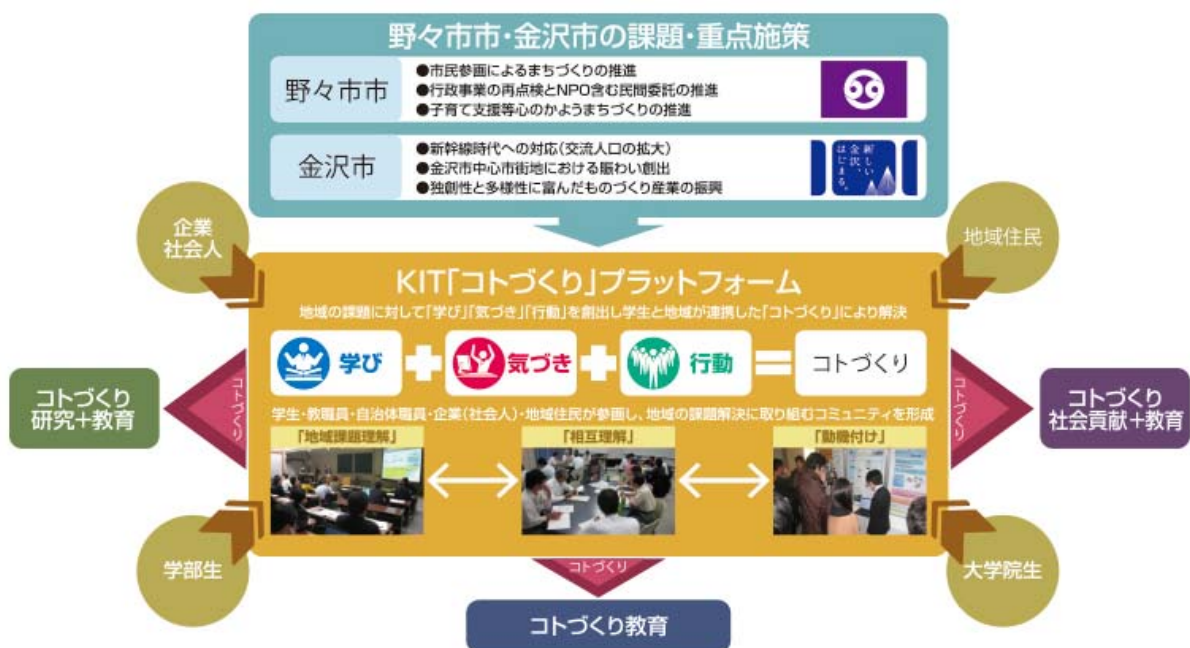 野々市市・金沢市の課題・重点施策
野々市市
●市民参画によるまちづくりの推進
●行政事業の再点検とNPO含む民間委託の推進
●子育て支援等心のかようまちづくりの推進
金沢市
●新幹線時代への対応(交流人口の拡大)
●金沢市中心市街地における賑わい創出
●独創性と多様性に富んだものづくり産業の振興
新しい
金沢、
はじまる。
企業
社会人
地域住民
KIT「コトづくり」プラットフォーム
地域の課題に対して「学び」「気づき」「行動」を創出し学生と地域が連携した「コトづくり」により解決
学び
気づき
行動
コトづくり
コトづくり
研究+教育
コトづくり
コトづくり
コトづくり
社会貢献+教育
学生・教職員・自治体職員・企業(社会人)・地域住民が参画し、地域の課題解決に取り組むコミュニティを形成
「地域課題理解」
「相互理解」
「動機付け」
学部生
大学院生
コトづくり
コトづくり教育